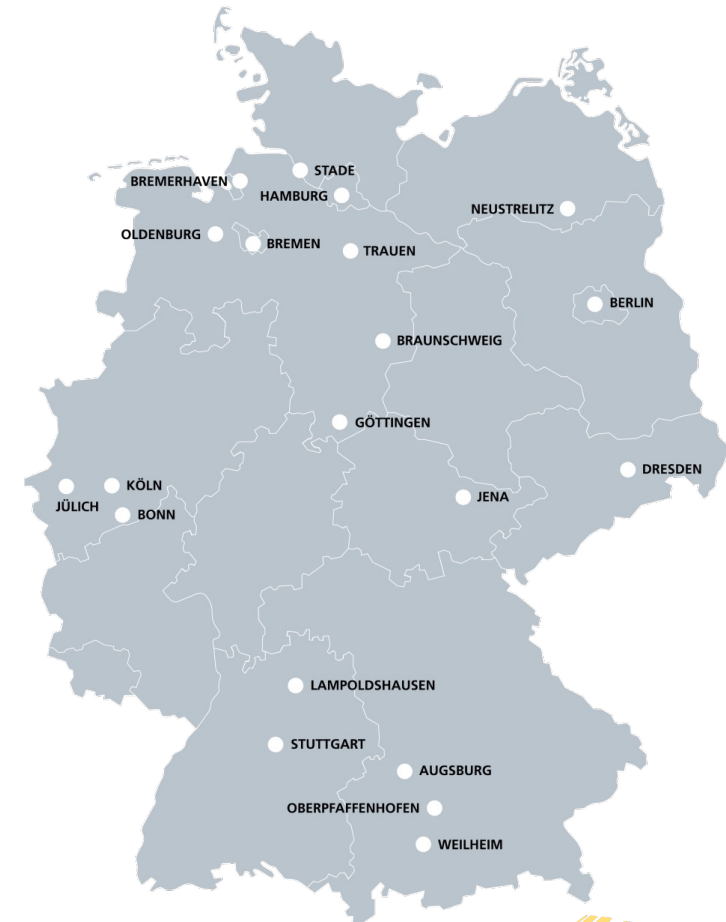 STADE
BREMERHAVEN
HAMBURG
NEUSTRELITZ
OLDENBURG
BREMEN
TRAUEN
BERLIN
BRAUNSCHWEIG
GÖTTINGEN
DRESDEN
KÖLN
JENA
JÜLICH
BONN
LAMPOLDSHAUSEN
STUTTGART
AUGSBURG
OBERPFAFFENHOFEN
WEILHEIM